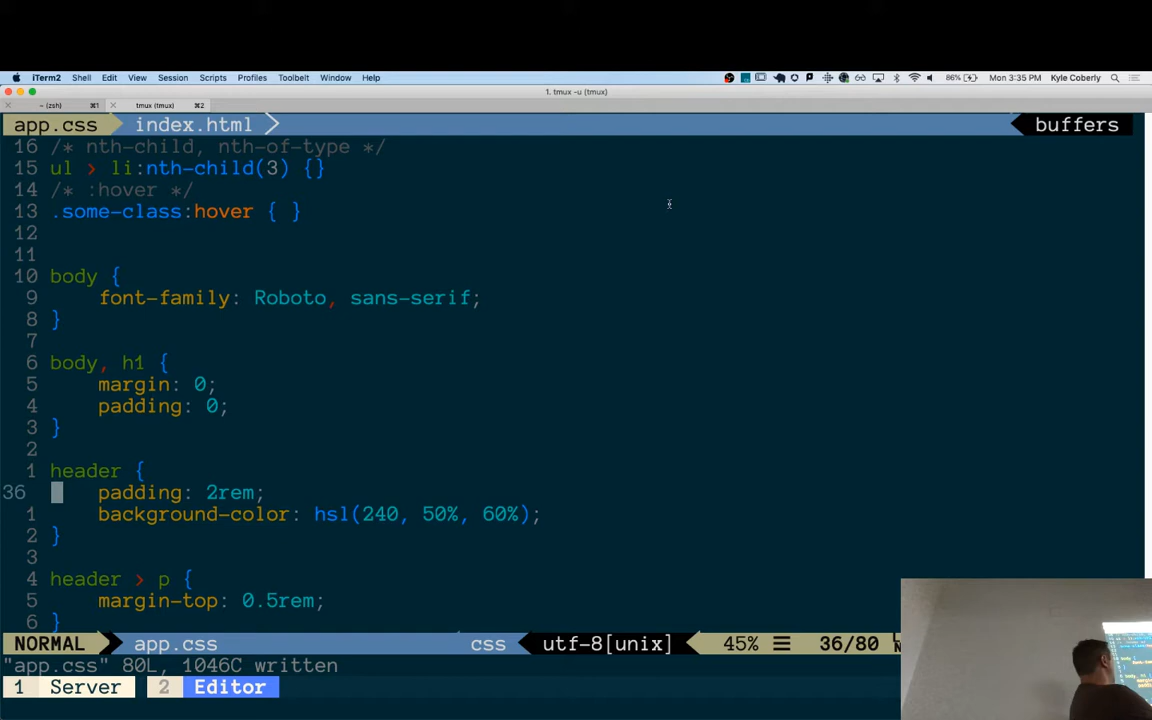 iTerm2 Shell Edit View Session Scripts Profiles Toolbelt Window Help 86% Mon 3:35 PM Kyle Coberly
1. tmux -u (tmux)
~ (zsh) ⌘1 tmux (tmux) ⌘2
app.css index.html buffers
16 /* nth-child, nth-of-type */
15 ul > li:nth-child(3) {}
14 /* :hover */
13 .some-class:hover { }
12
11
10 body {
9 font-family: Roboto, sans-serif;
8 }
7
6 body, h1 {
5 margin: 0;
4 padding: 0;
3 }
2
1 header {
36 padding: 2rem;
1 background-color: hsl(240, 50%, 60%);
2 }
3
4 header > p {
5 margin-top: 0.5rem;
6 }
NORMAL app.css css utf-8[unix] 45% ☰ 36/80
"app.css" 80L, 1046C written
1 Server 2 Editor